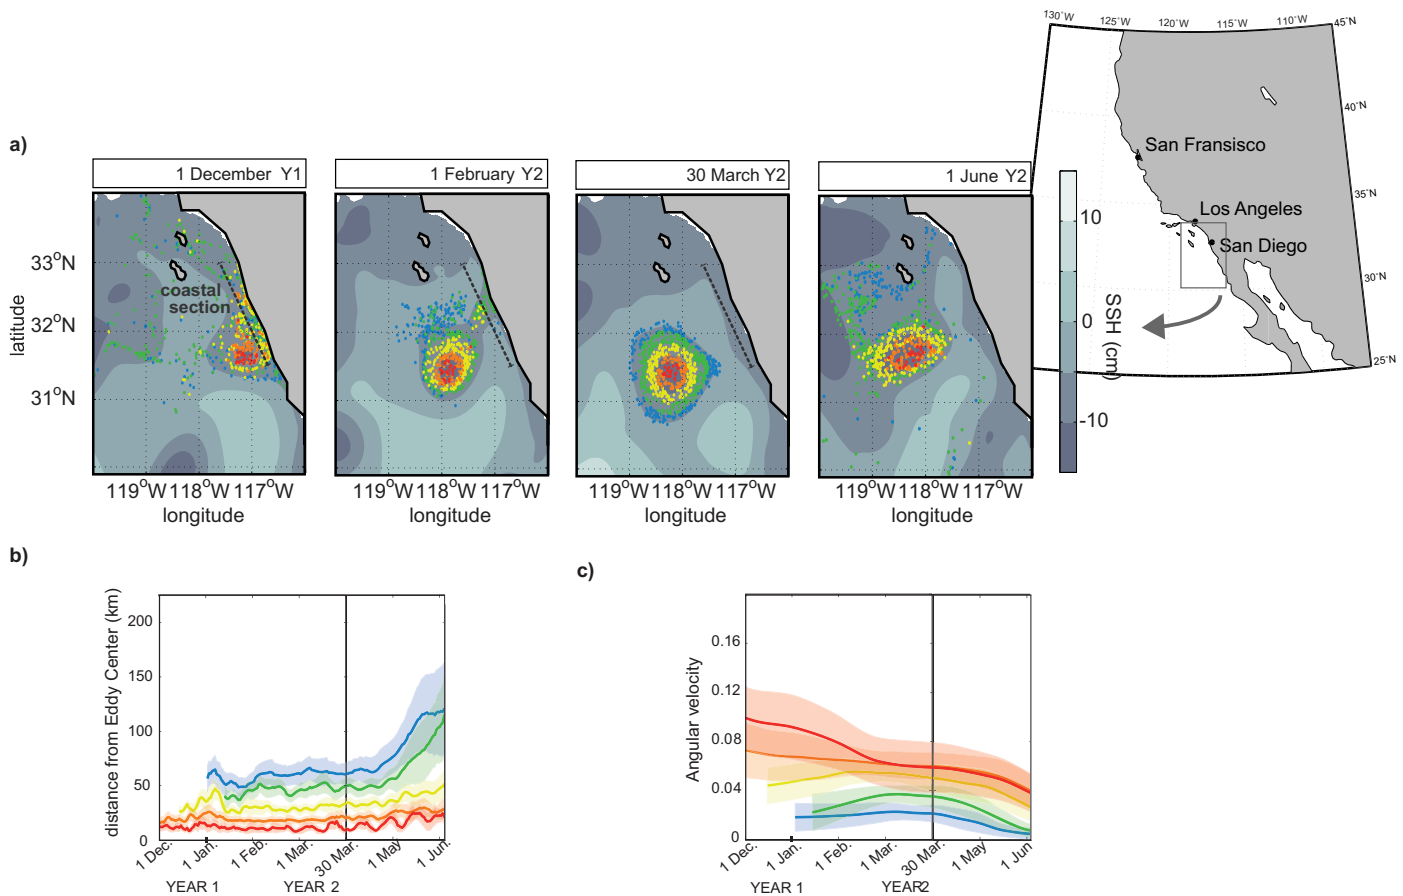 130°W
125°W
120°W
115°W
110°W
45°N
40°N
35°N
30°N
25°N
San Fransisco
Los Angeles
San Diego
a)
1 December Y1
1 February Y2
30 March Y2
1 June Y2
latitude
33°N
32°N
31°N
coastal
section
119°W 118°W 117°W
longitude
119°W 118°W 117°W
longitude
119°W 118°W 117°W
longitude
119°W 118°W 117°W
longitude
10
0
-10
SSH (cm)
b)
distance from Eddy Center (km)
200
150
100
50
0
1 Dec.
1 Jan.
1 Feb.
1 Mar.
30 Mar.
1 May
1 Jun.
YEAR 1
YEAR 2
c)
Angular velocity
0.16
0.12
0.08
0.04
0
1 Dec.
1 Jan.
1 Feb.
1 Mar.
30 Mar.
1 May
1 Jun
YEAR 1
YEAR2